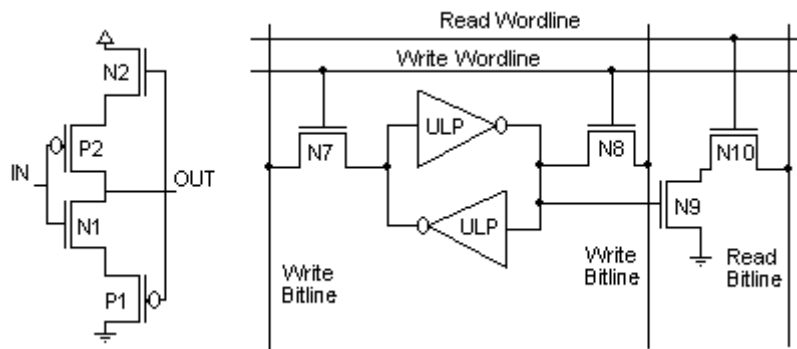 Read Wordline
Write Wordline
N2
P2
IN
OUT
N1
P1
ULP
N7
N8
N10
ULP
N9
Write
Bitline
Write
Bitline
Read
Bitline